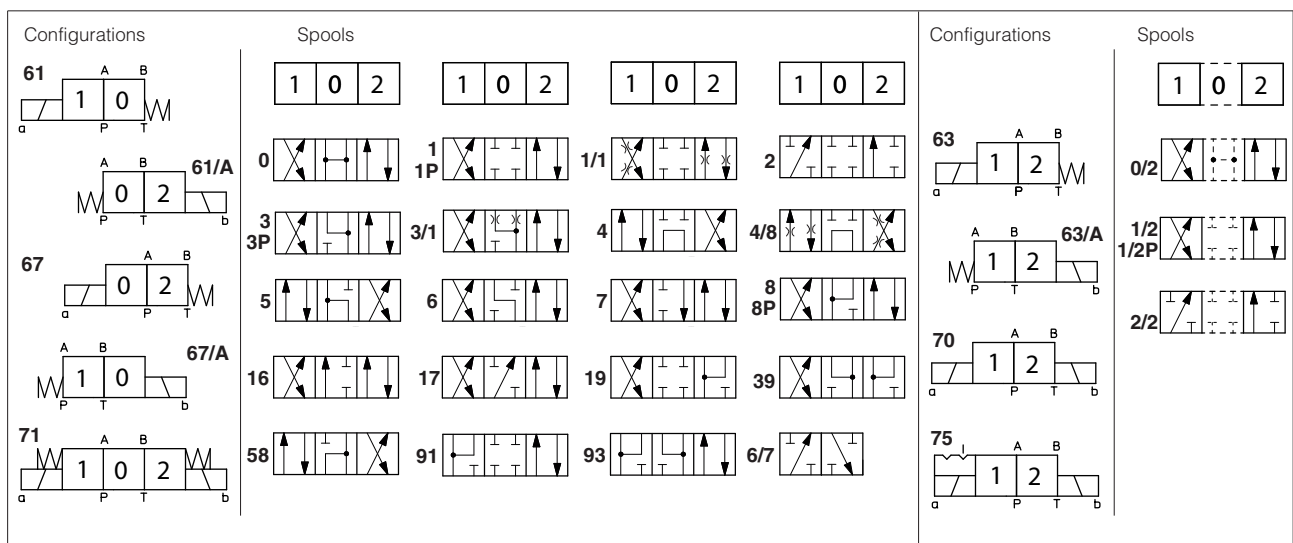 Configurations
Spools
61
A B
1 0
a
P T
61/A
0 2
P T
b
67
A B
0 2
a
P T
67/A
A B
1 0
P T
b
71
A B
1 0 2
a
P T
b
1 0 2
1 0 2
1 0 2
1 0 2
0
1
1P
1/1
2
3
3P
3/1
4
4/8
5
6
7
8
8P
16
17
19
39
58
91
93
6/7
Configurations
Spools
63
A B
1 2
a
P T
63/A
A B
1 2
P T
b
70
A B
1 2
a
P T
b
75
A B
1 2
a
P T
b
1 0 2
0/2
1/2
1/2P
2/2